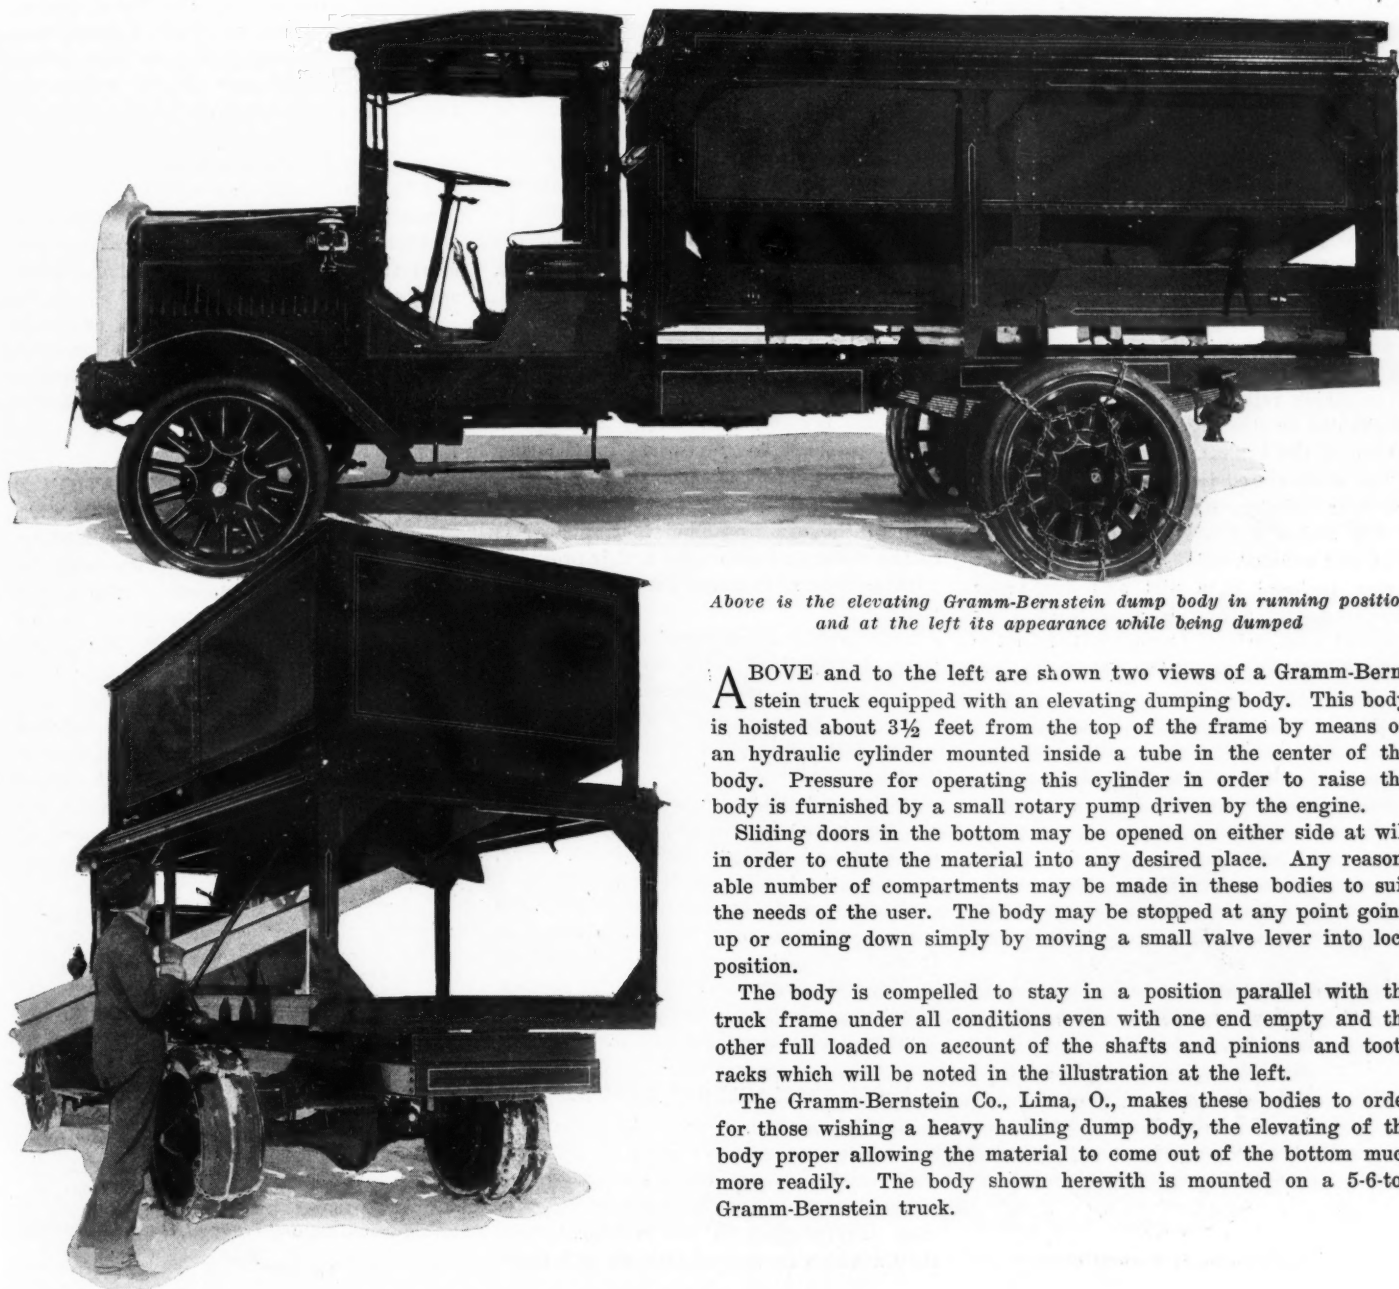 Above is the elevating Gramm-Bernstein dump body in running positio
and at the left its appearance while being dumped
ABOVE and to the left are shown two views of a Gramm-Bern
stein truck equipped with an elevating dumping body. This bod
is hoisted about 3½ feet from the top of the frame by means o
an hydraulic cylinder mounted inside a tube in the center of th
body. Pressure for operating this cylinder in order to raise th
body is furnished by a small rotary pump driven by the engine.
Sliding doors in the bottom may be opened on either side at wi
in order to chute the material into any desired place. Any reason
able number of compartments may be made in these bodies to sui
the needs of the user. The body may be stopped at any point goin
up or coming down simply by moving a small valve lever into loc
position.
The body is compelled to stay in a position parallel with th
truck frame under all conditions even with one end empty and th
other full loaded on account of the shafts and pinions and toot
racks which will be noted in the illustration at the left.
The Gramm-Bernstein Co., Lima, O., makes these bodies to orde
for those wishing a heavy hauling dump body, the elevating of th
body proper allowing the material to come out of the bottom muc
more readily. The body shown herewith is mounted on a 5-6-to
Gramm-Bernstein truck.